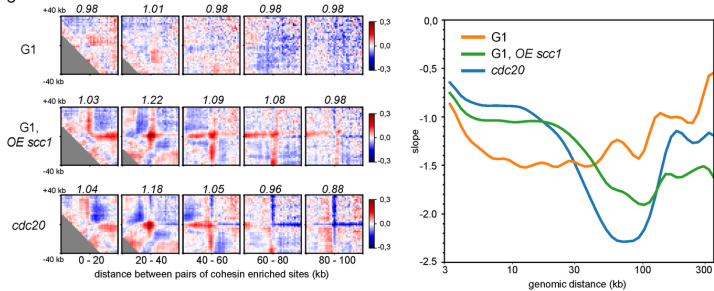 +40 kb 0.98 1.01 0.98 0.98 0.98
G1
0,3
0,0
-0,3
-40 kb
+40 kb 1.03 1.22 1.09 1.08 0.98
G1,
OE scc1
0,3
0,0
-0,3
-40 kb
+40 kb 1.04 1.18 1.05 0.96 0.88
cdc20
0,3
0,0
-0,3
-40 kb
0 - 20 20 - 40 40 - 60 60 - 80 80 - 100
distance between pairs of cohesin enriched sites (kb)
0,0
-0,5
-1.0
-1.5
-2.0
-2.5
slope
G1
G1, OE scc1
cdc20
3 10 30 100 300
genomic distance (kb)